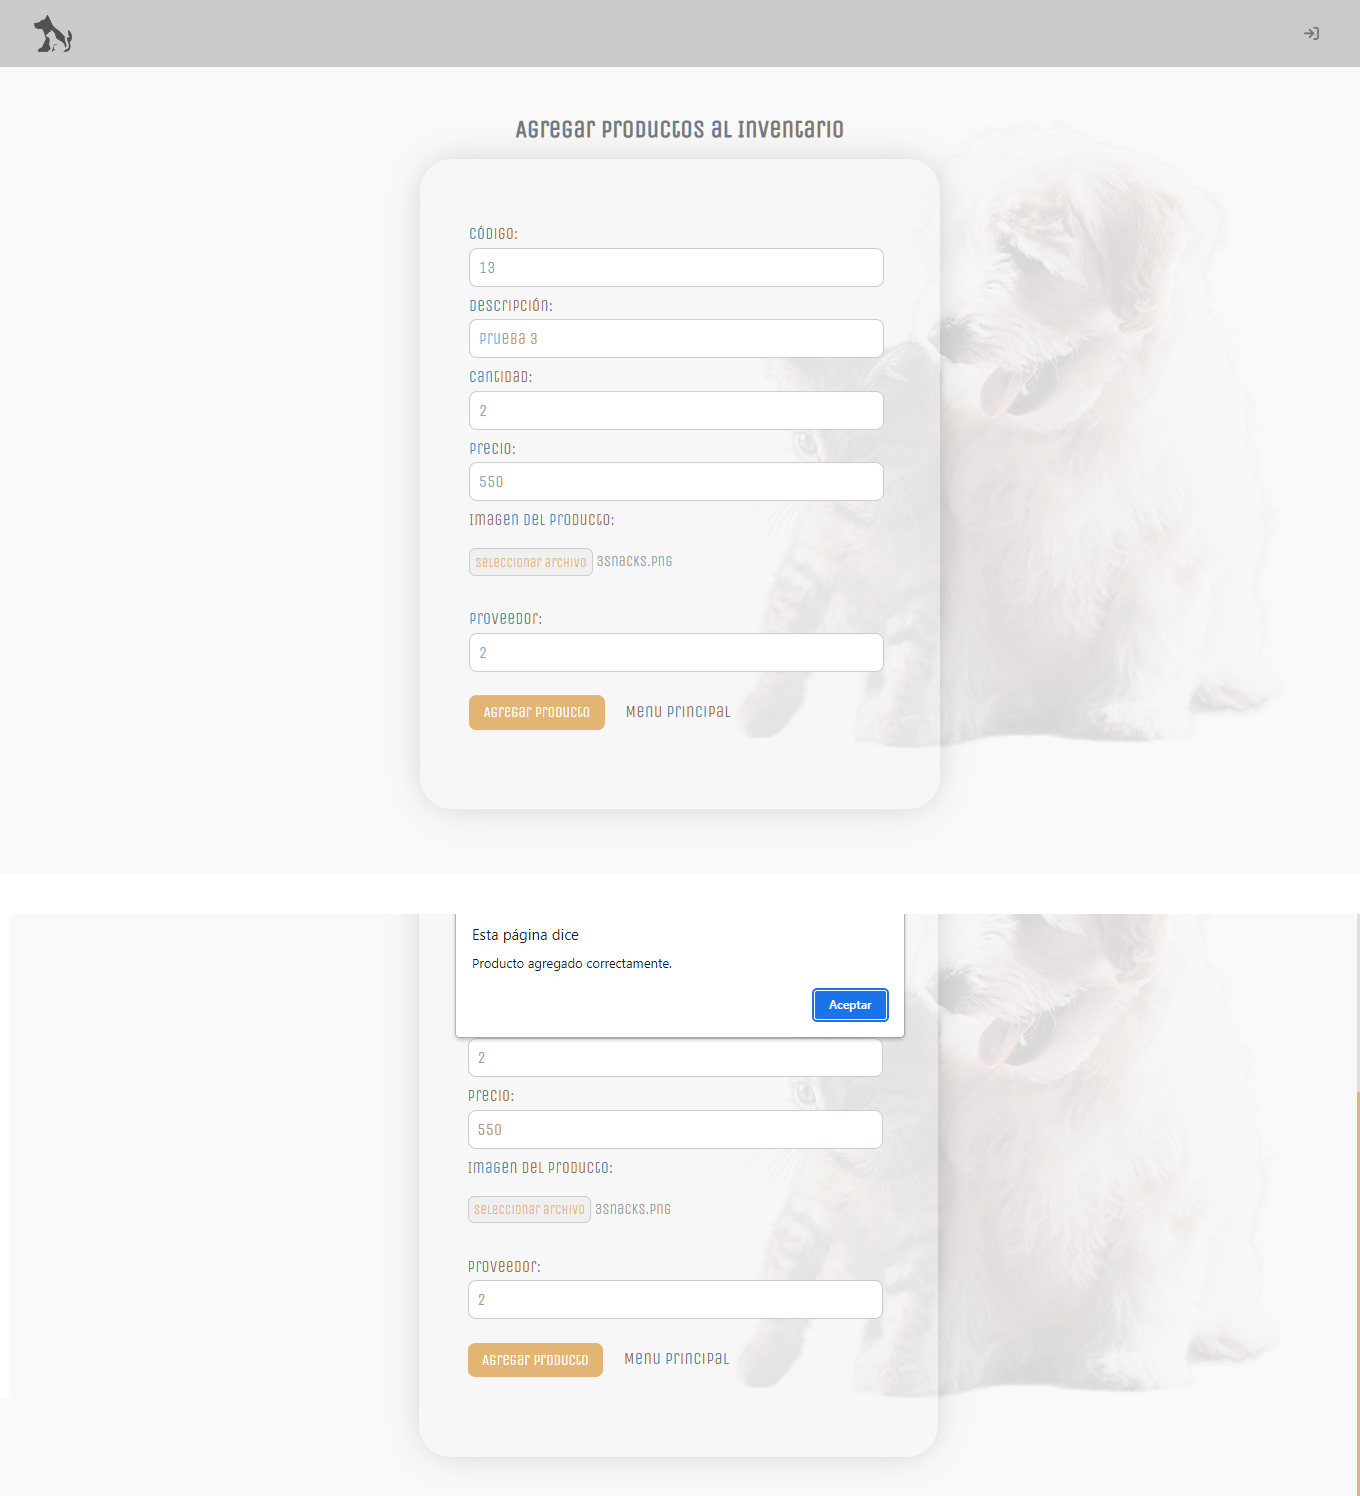 Agregar Productos al Inventario
Código:
13
Descripción:
Prueba 3
Cantidad:
2
Precio:
550
Imagen del Producto:
Seleccionar archivo 3snacks.png
Proveedor:
2
Agregar Producto Menu Principal
Esta página dice
Producto agregado correctamente.
Aceptar
2
Precio:
550
Imagen del Producto:
Seleccionar archivo 3snacks.png
Proveedor:
2
Agregar Producto Menu Principal